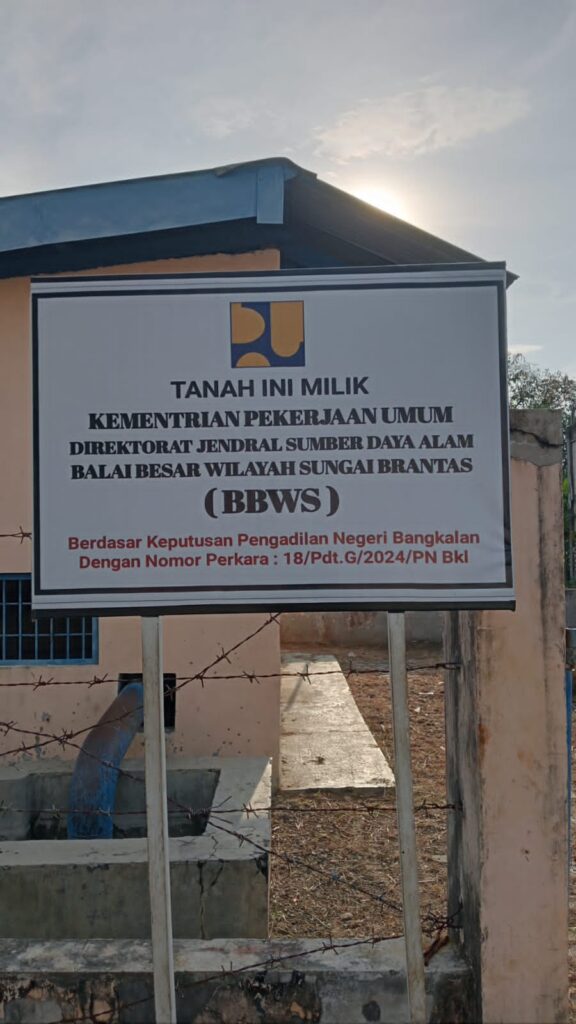 TANAH INI MILIK
KEMENTRIAN PEKERJAAN UMUM
DIREKTORAT JENDRAL SUMBER DAYA ALAM
BALAI BESAR WILAYAH SUNGAI BRANTAS
( BBWS )
Berdasar Keputusan Pengadilan Negeri Bangkalan
Dengan Nomor Perkara : 18/Pdt.G/2024/PN Bkl